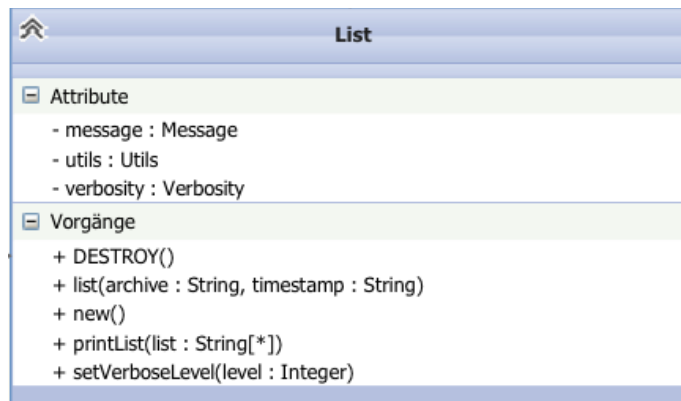 List
Attribute
- message : Message
- utils : Utils
- verbosity : Verbosity
Vorgänge
+ DESTROY()
+ list(archive : String, timestamp : String)
+ new()
+ printList(list : String[*])
+ setVerboseLevel(level : Integer)